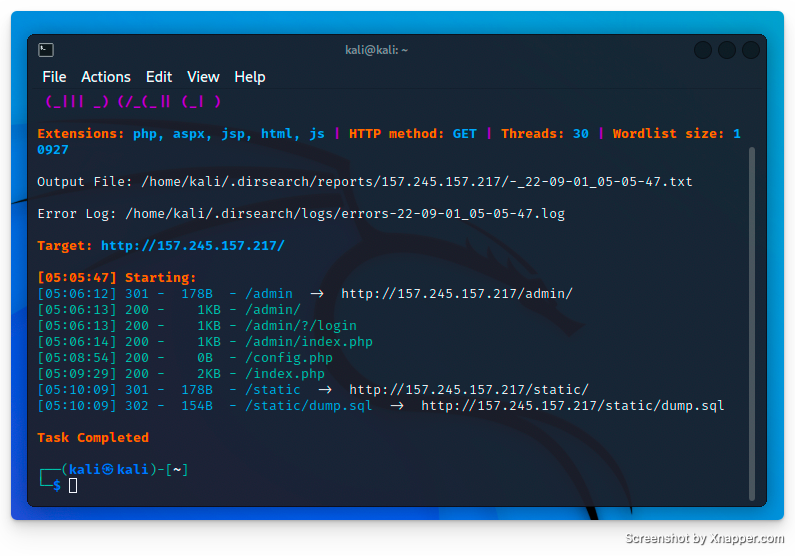 kali@kali: ~
File Actions Edit View Help
(_||| _) (/_(_|| (_| )
Extensions: php, aspx, jsp, html, js | HTTP method: GET | Threads: 30 | Wordlist size: 1
0927
Output File: /home/kali/.dirsearch/reports/157.245.157.217/-_22-09-01_05-05-47.txt
Error Log: /home/kali/.dirsearch/logs/errors-22-09-01_05-05-47.log
Target: http://157.245.157.217/
[05:05:47] Starting:
[05:06:12] 301 -  178B  - /admin  ->  http://157.245.157.217/admin/
[05:06:13] 200 -    1KB - /admin/
[05:06:13] 200 -    1KB - /admin/?/login
[05:06:14] 200 -    1KB - /admin/index.php
[05:08:54] 200 -    0B  - /config.php
[05:09:29] 200 -    2KB - /index.php
[05:10:09] 301 -  178B  - /static  ->  http://157.245.157.217/static/
[05:10:09] 302 -  154B  - /static/dump.sql  ->  http://157.245.157.217/static/dump.sql
Task Completed
┌──(kali㉿kali)-[~]
└─$
Screenshot by Xnapper.com